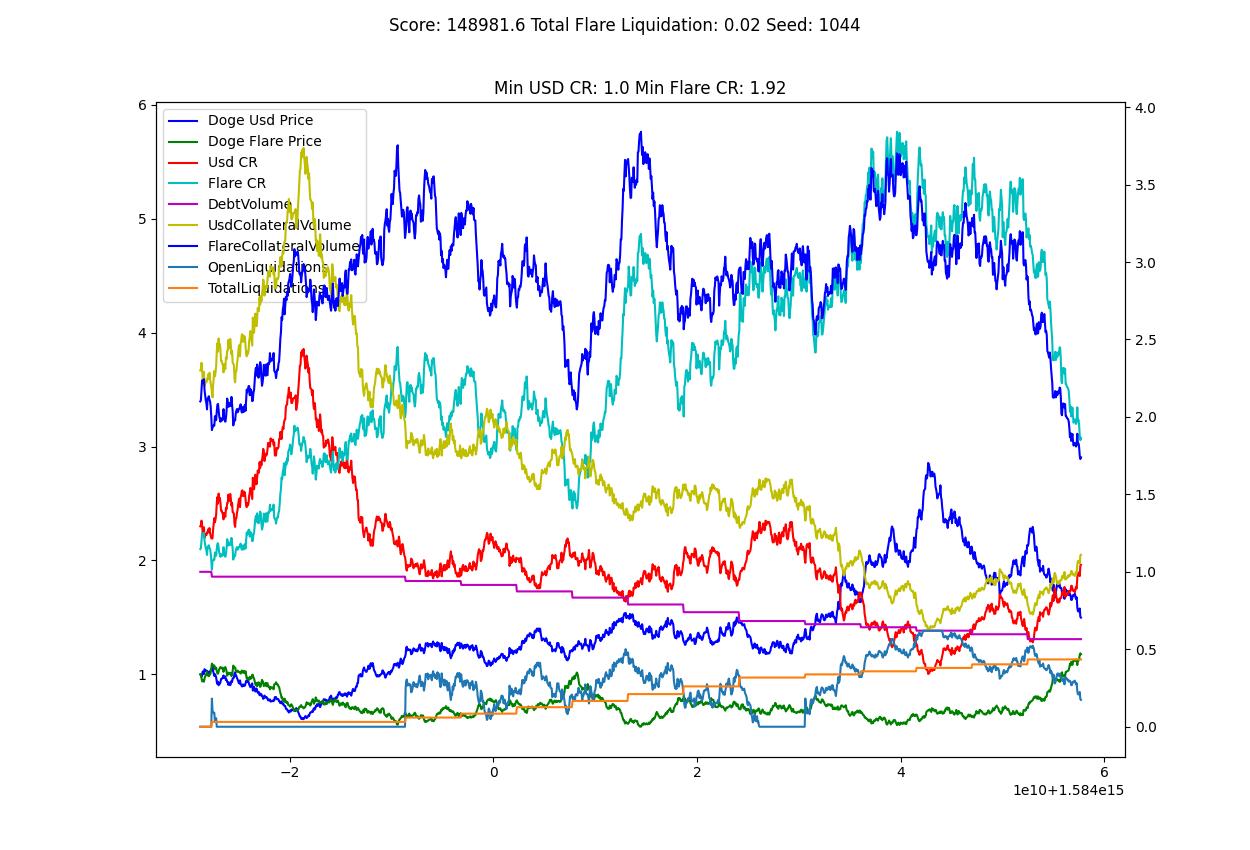 Score: 148981.6 Total Flare Liquidation: 0.02 Seed: 1044
Min USD CR: 1.0 Min Flare CR: 1.92
Doge Usd Price
Doge Flare Price
Usd CR
Flare CR
DebtVolume
UsdCollateralVolume
FlareCollateralVolume
OpenLiquidations
TotalLiquidations
6
5
4
3
2
1
4.0
3.5
3.0
2.5
2.0
1.5
1.0
0.5
0.0
−2
0
2
4
6
1e10+1.584e15